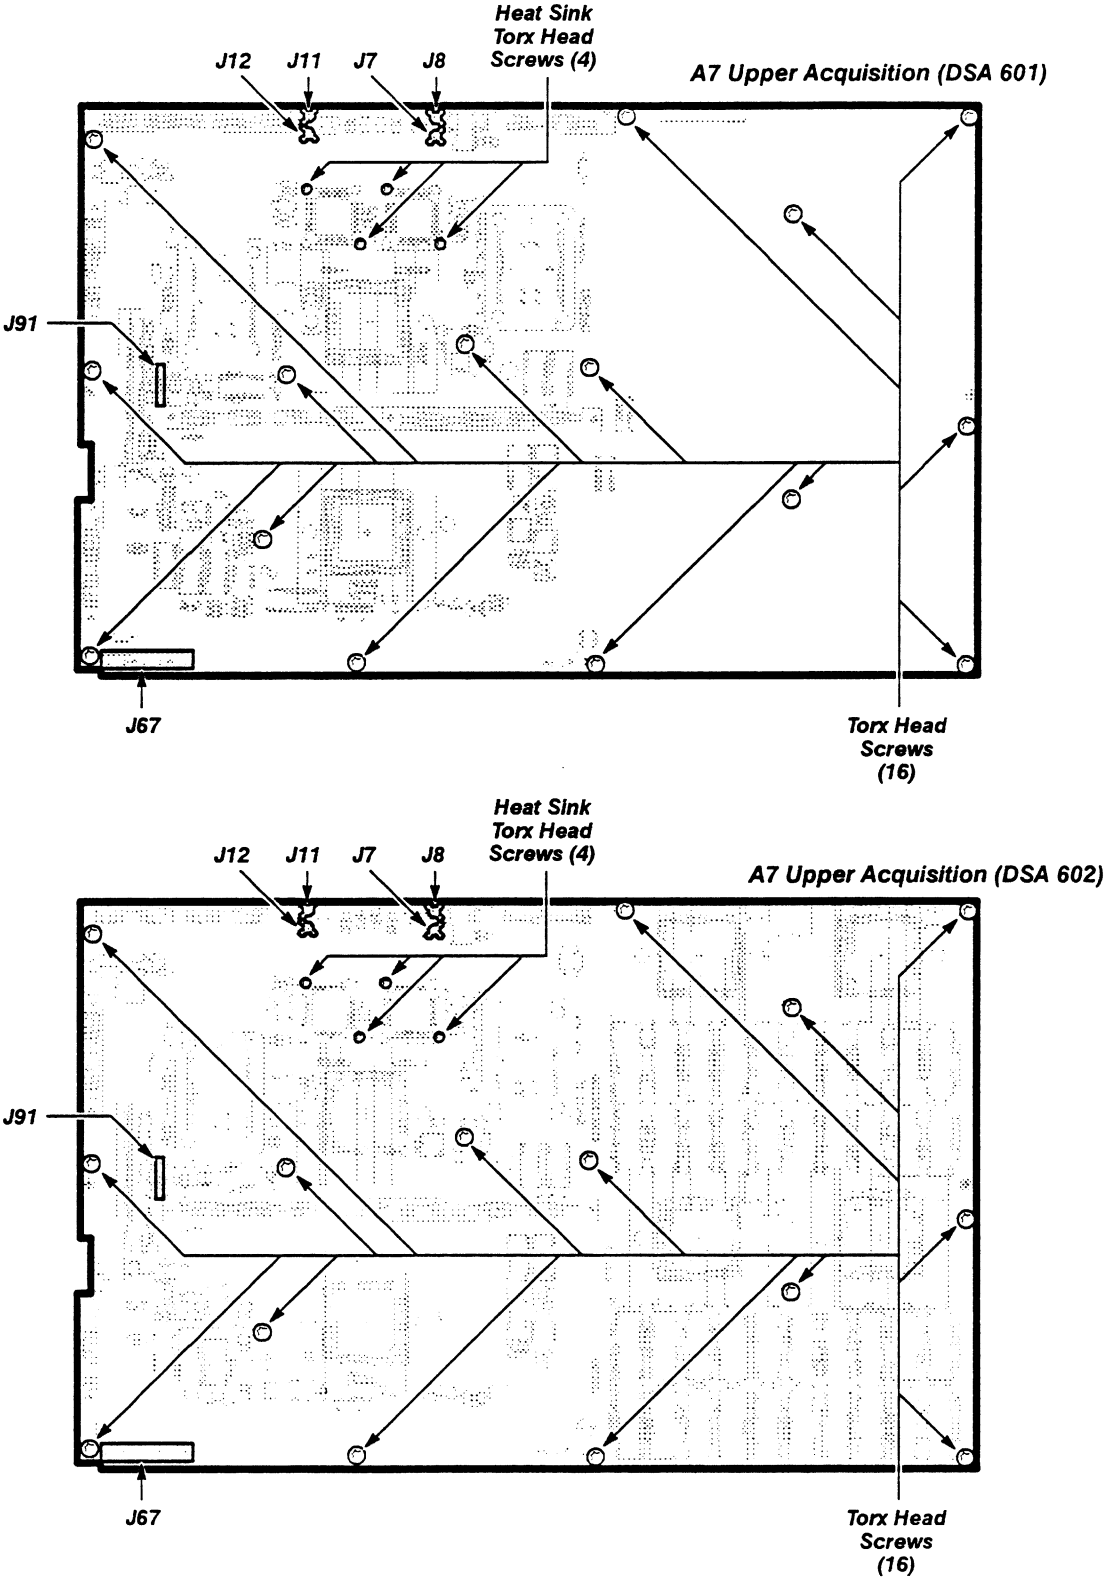 Heat Sink
Torx Head
Screws (4)
J12 J11 J7 J8
A7 Upper Acquisition (DSA 601)
J91
J67
Torx Head
Screws
(16)
Heat Sink
Torx Head
Screws (4)
J12 J11 J7 J8
A7 Upper Acquisition (DSA 602)
J91
J67
Torx Head
Screws
(16)